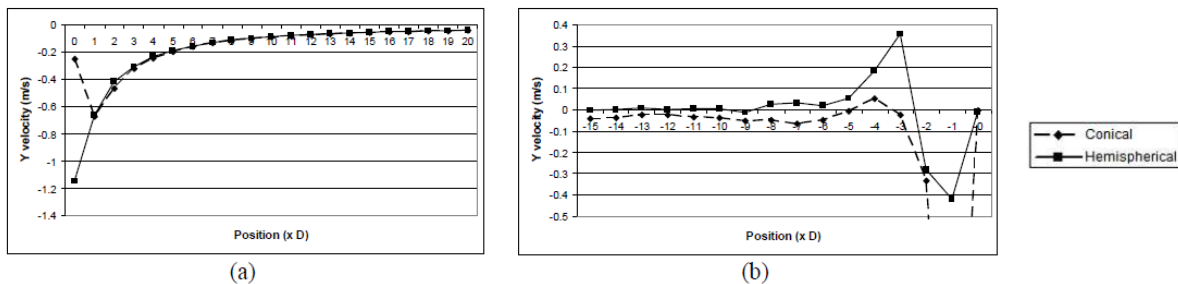 0
0 1 2 3 4 5 6 7 8 9 10 11 12 13 14 15 16 17 18 19 20
-0.2
-0.4
-0.6
-0.8
-1
-1.2
-1.4
Y velocity (m/s)
Position (x D)
(a)
0.4
0.3
0.2
0.1
0
-0.1
-0.2
-0.3
-0.4
-0.5
-15 -14 -13 -12 -11 -10 -9 -8 -7 -6 -5 -4 -3 -2 -1 -0
Y velocity (m/s)
Position (x D)
(b)
Conical
Hemispherical